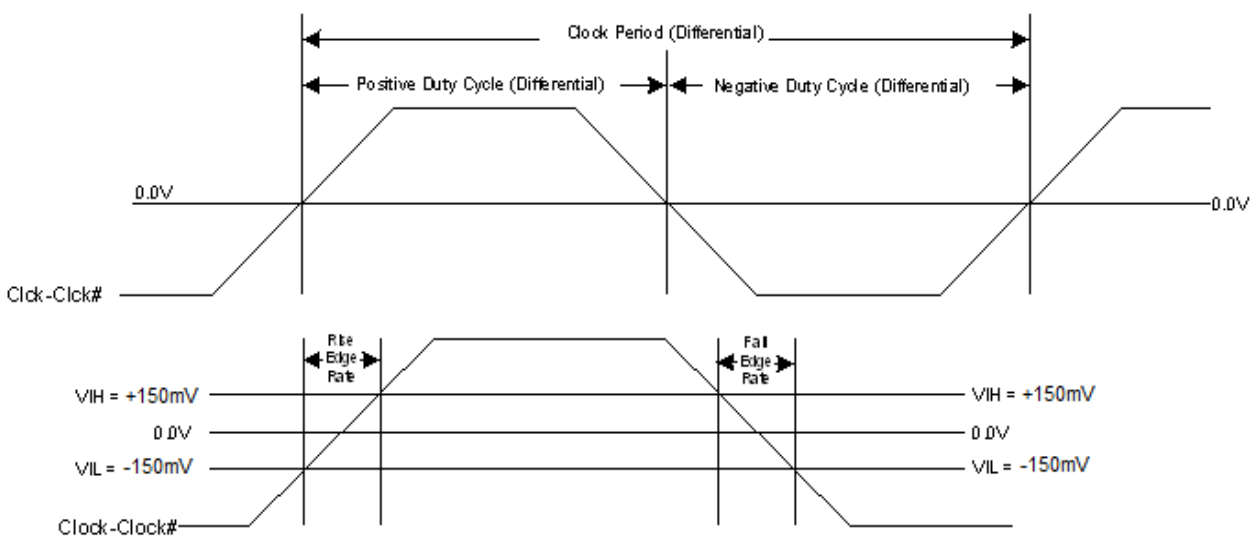 Clock Period (Differential)
Positive Duty Cycle (Differential)
Negative Duty Cycle (Differential)
0.0V
0.0V
Clck-Clck#
Rise
Edge
Rate
Fall
Edge
Rate
VIH = +150mV
VIH = +150mV
0.0V
0.0V
VIL = -150mV
VIL = -150mV
Clock-Clock#